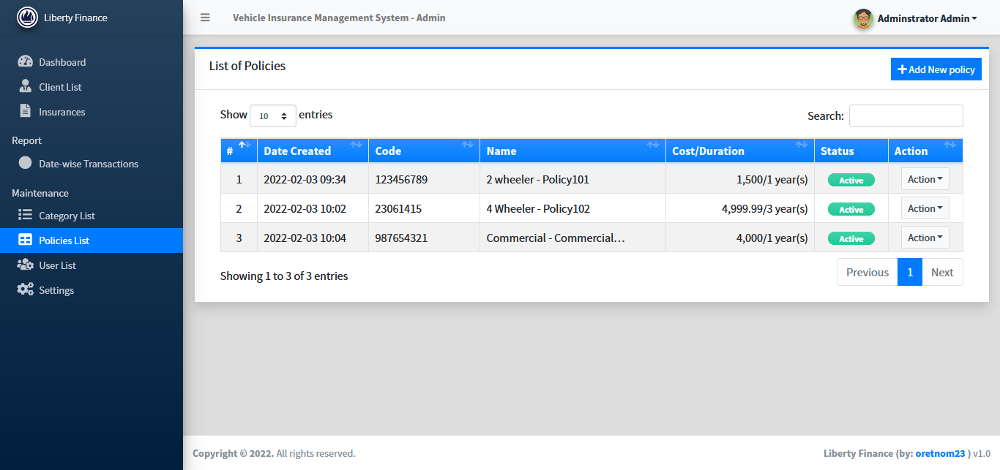 Liberty Finance
Vehicle Insurance Management System - Admin
Adminstrator Admin
Dashboard
Client List
Insurances
Report
Date-wise Transactions
Maintenance
Category List
Policies List
User List
Settings
List of Policies
Add New policy
Show 10 entries
Search:
# Date Created Code Name Cost/Duration Status Action
1 2022-02-03 09:34 123456789 2 wheeler - Policy101 1,500/1 year(s) Active Action
2 2022-02-03 10:02 23061415 4 Wheeler - Policy102 4,999.99/3 year(s) Active Action
3 2022-02-03 10:04 987654321 Commercial - Commercial… 4,000/1 year(s) Active Action
Showing 1 to 3 of 3 entries
Previous 1 Next
Copyright © 2022. All rights reserved.
Liberty Finance (by: oretnom23 ) v1.0